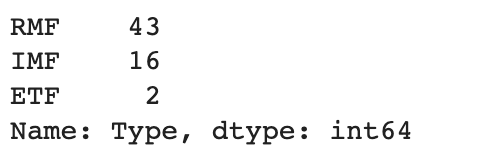 RMF    43
IMF    16
ETF     2
Name: Type, dtype: int64